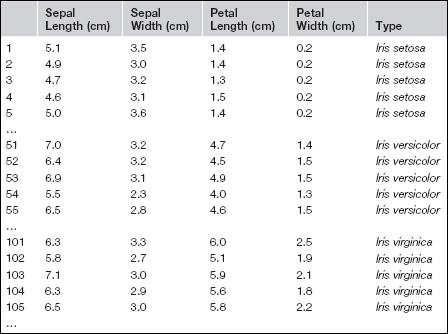 Sepal Length (cm) Sepal Width (cm) Petal Length (cm) Petal Width (cm) Type
1 5.1 3.5 1.4 0.2 Iris setosa
2 4.9 3.0 1.4 0.2 Iris setosa
3 4.7 3.2 1.3 0.2 Iris setosa
4 4.6 3.1 1.5 0.2 Iris setosa
5 5.0 3.6 1.4 0.2 Iris setosa
...
51 7.0 3.2 4.7 1.4 Iris versicolor
52 6.4 3.2 4.5 1.5 Iris versicolor
53 6.9 3.1 4.9 1.5 Iris versicolor
54 5.5 2.3 4.0 1.3 Iris versicolor
55 6.5 2.8 4.6 1.5 Iris versicolor
...
101 6.3 3.3 6.0 2.5 Iris virginica
102 5.8 2.7 5.1 1.9 Iris virginica
103 7.1 3.0 5.9 2.1 Iris virginica
104 6.3 2.9 5.6 1.8 Iris virginica
105 6.5 3.0 5.8 2.2 Iris virginica
...